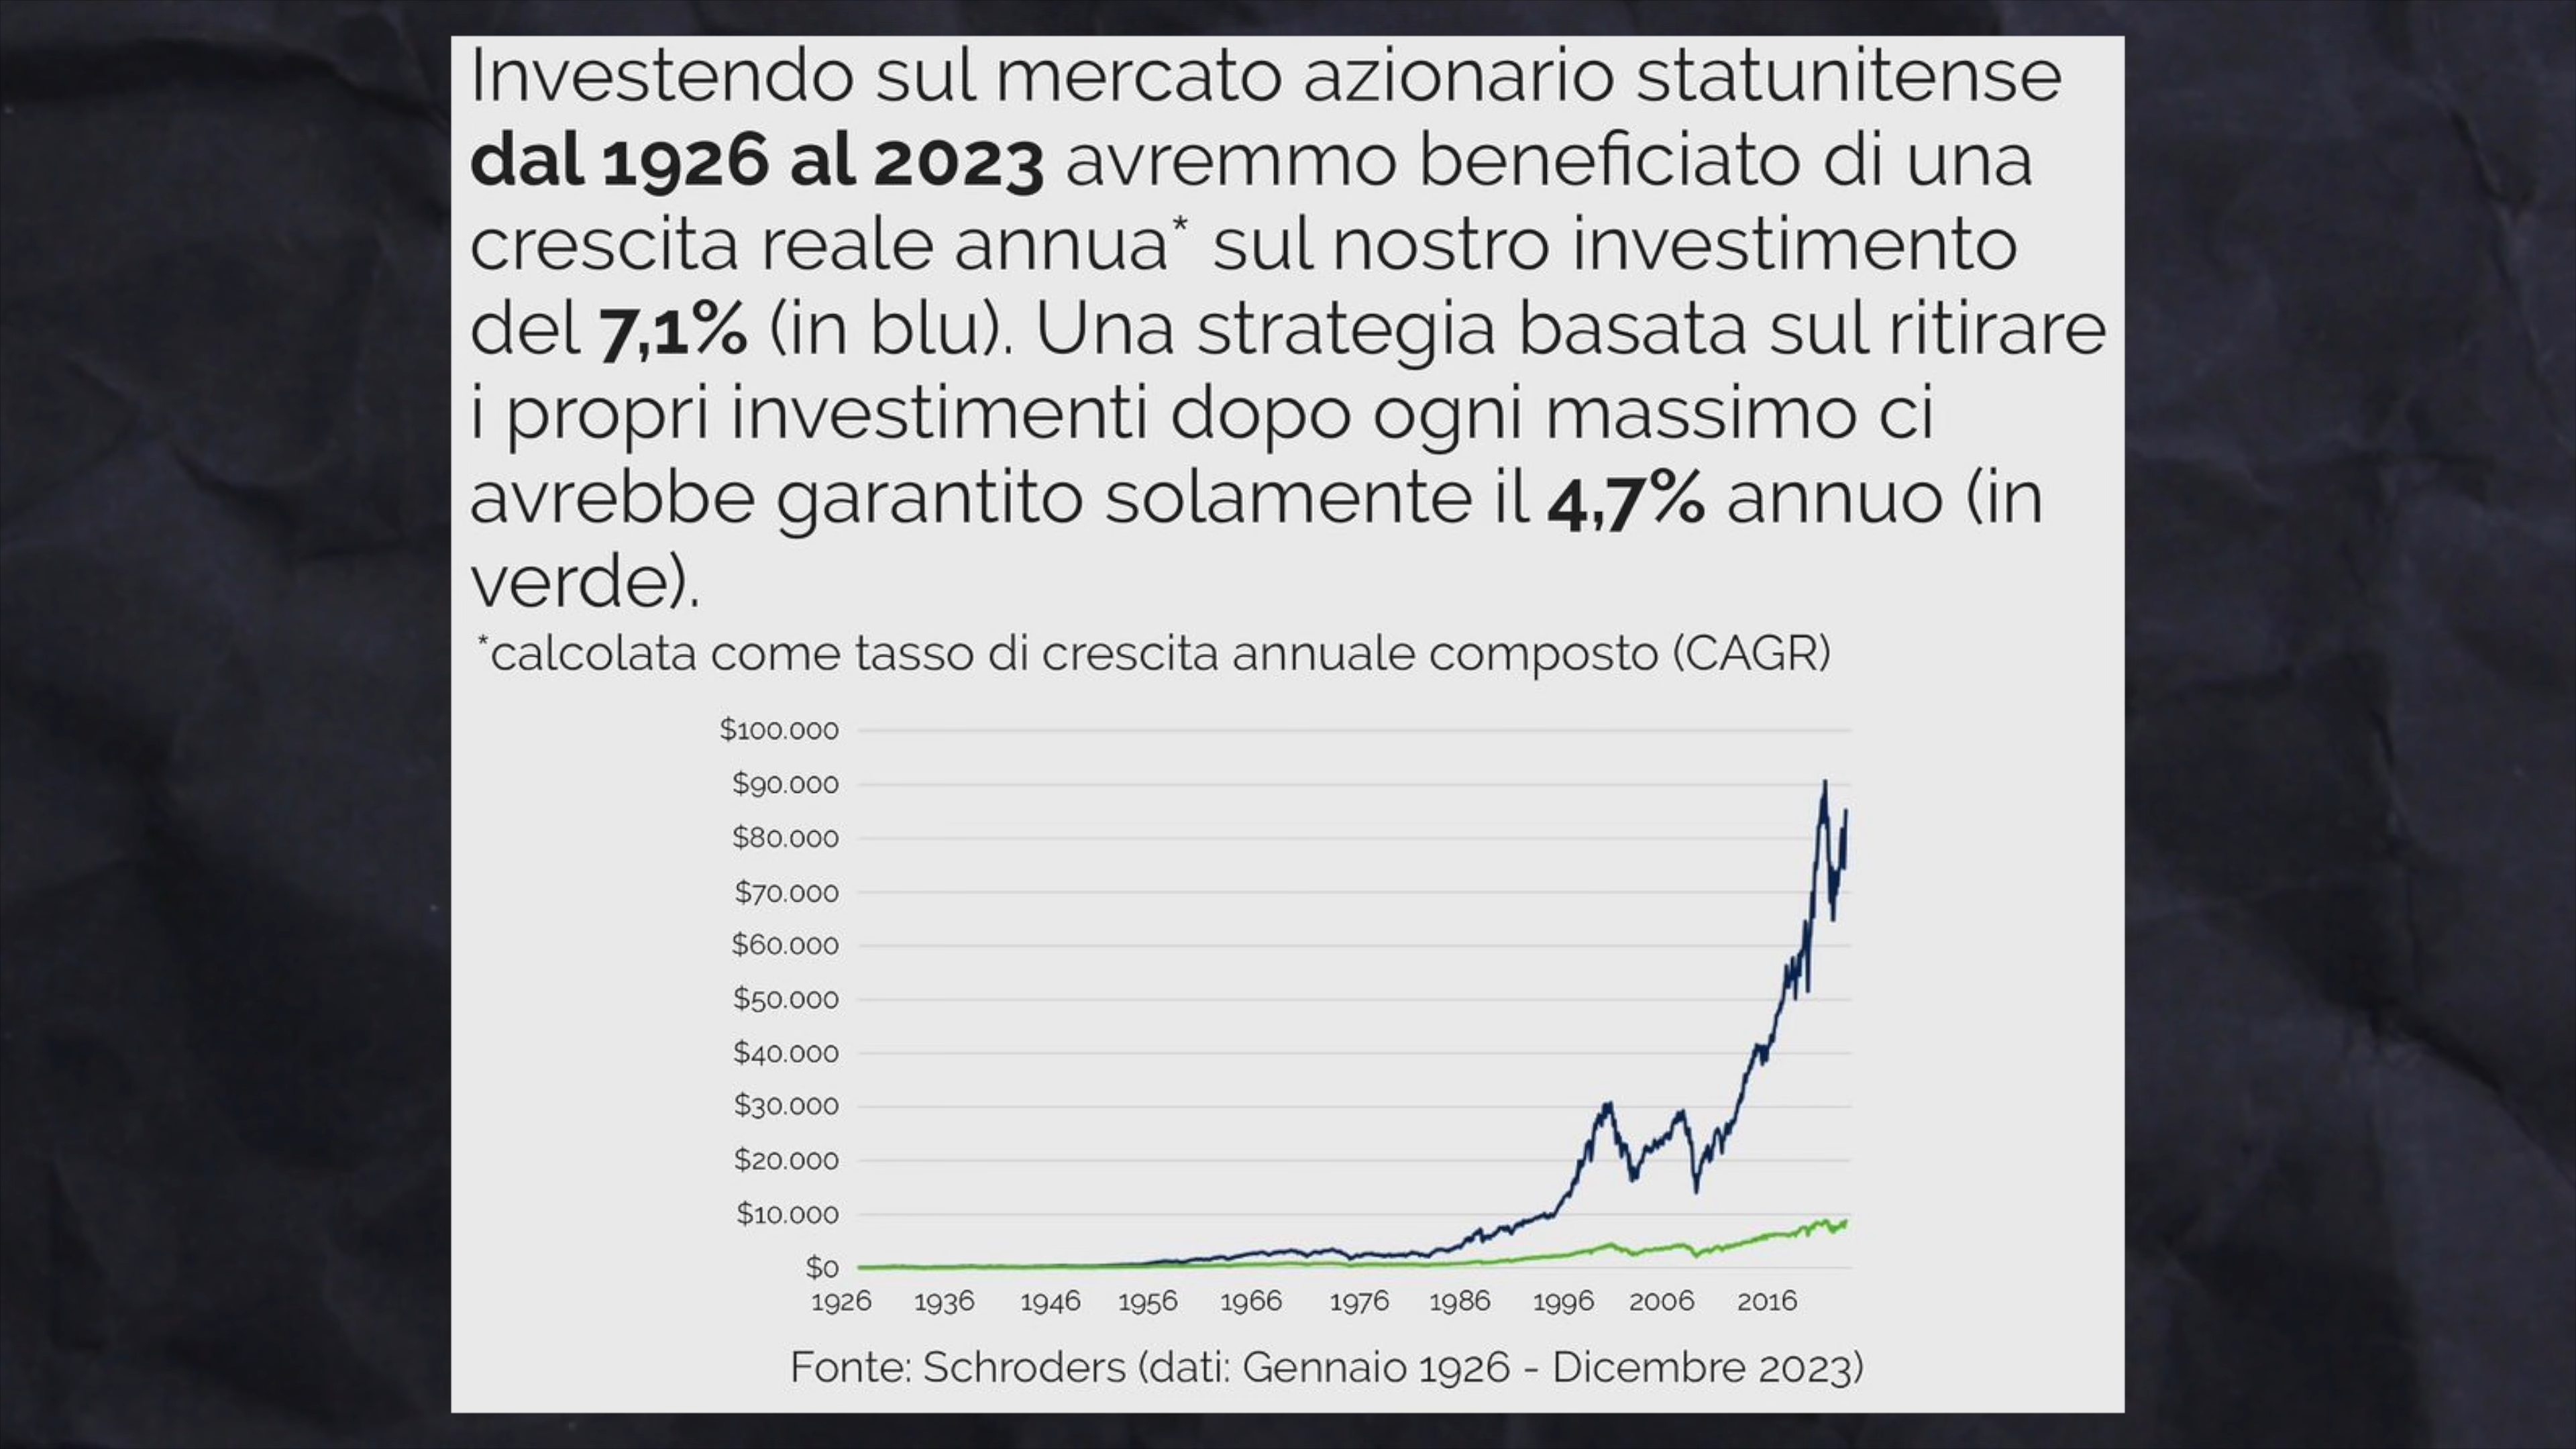 Investendo sul mercato azionario statunitense
dal 1926 al 2023 avremmo beneficiato di una
crescita reale annua* sul nostro investimento
del 7,1% (in blu). Una strategia basata sul ritirare
i propri investimenti dopo ogni massimo ci
avrebbe garantito solamente il 4,7% annuo (in
verde).
*calcolata come tasso di crescita annuale composto (CAGR)
$100.000
$90.000
$80.000
$70.000
$60.000
$50.000
$40.000
$30.000
$20.000
$10.000
$0
1926 1936 1946 1956 1966 1976 1986 1996 2006 2016
Fonte: Schroders (dati: Gennaio 1926 - Dicembre 2023)